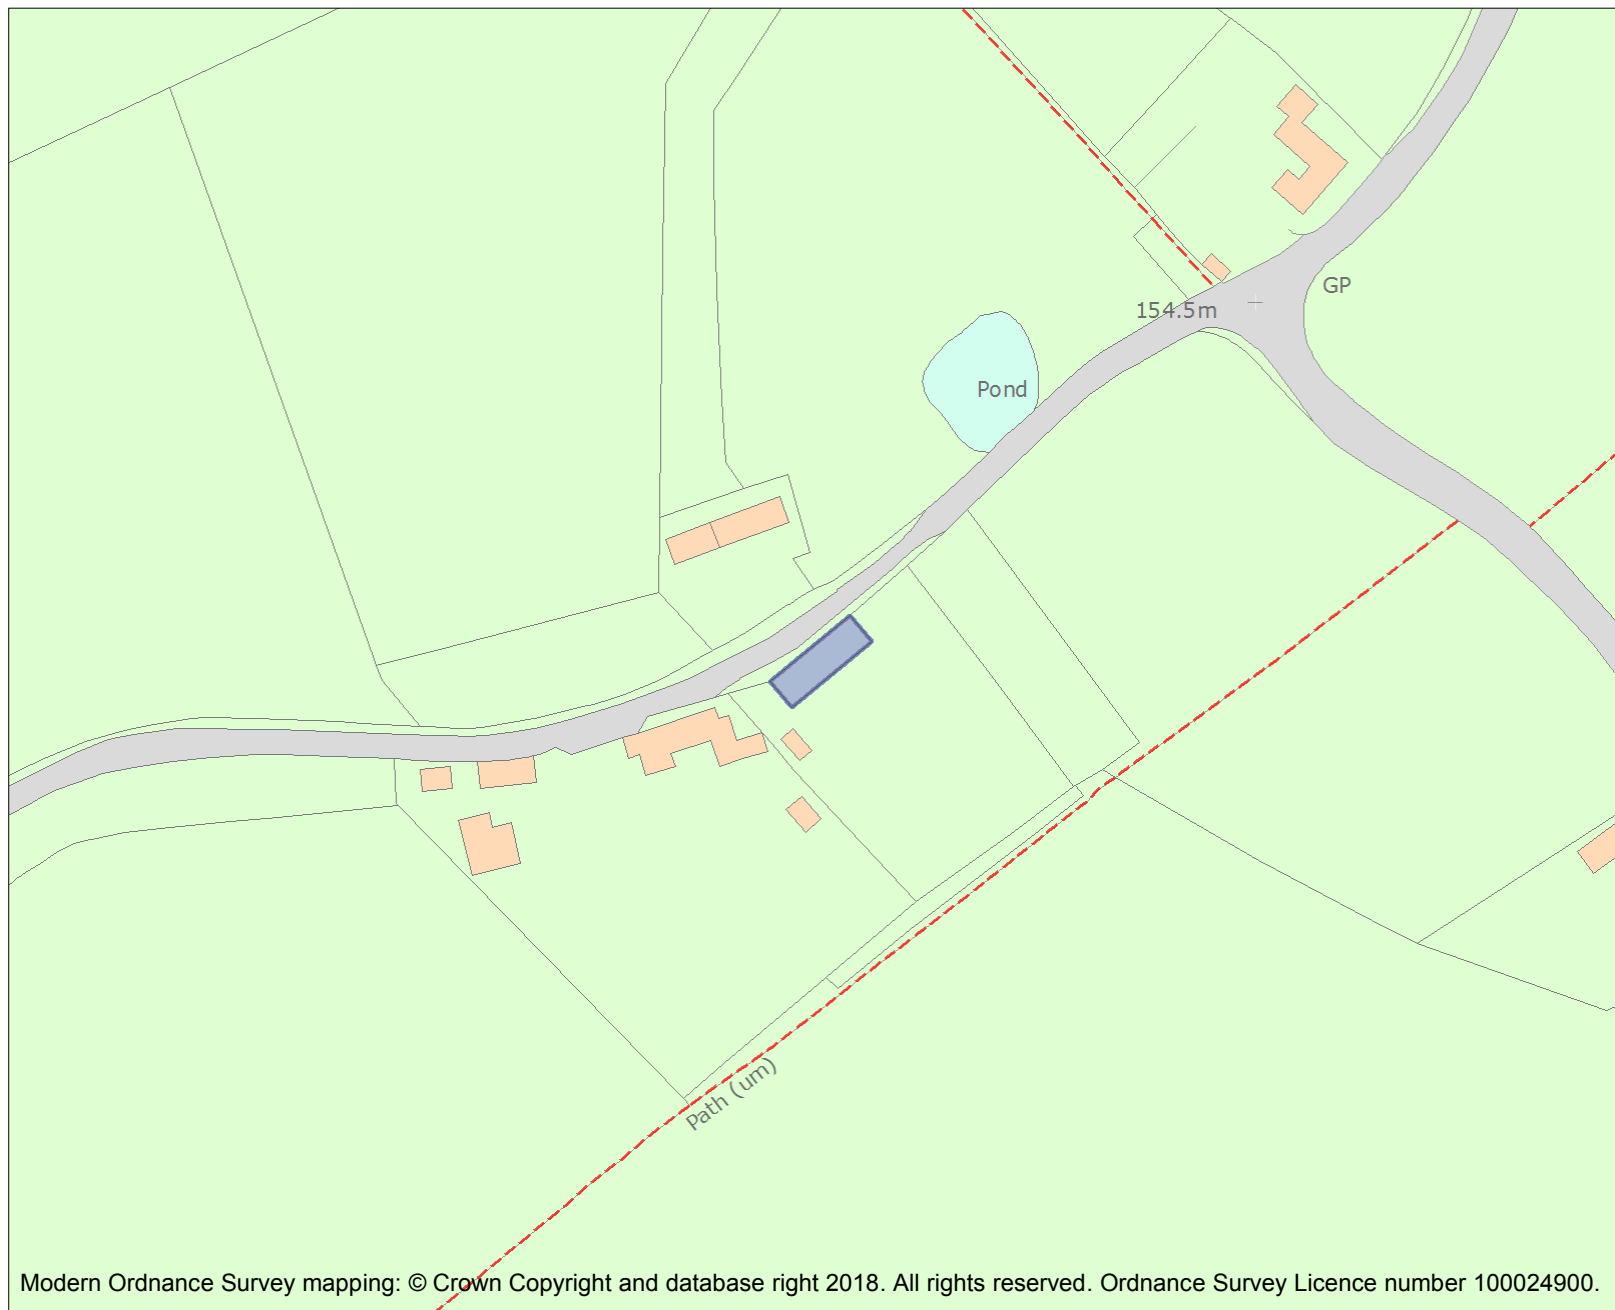 GP
154.5m
Pond
Path (um)
Modern Ordnance Survey mapping: © Crown Copyright and database right 2018. All rights reserved. Ordnance Survey Licence number 100024900.